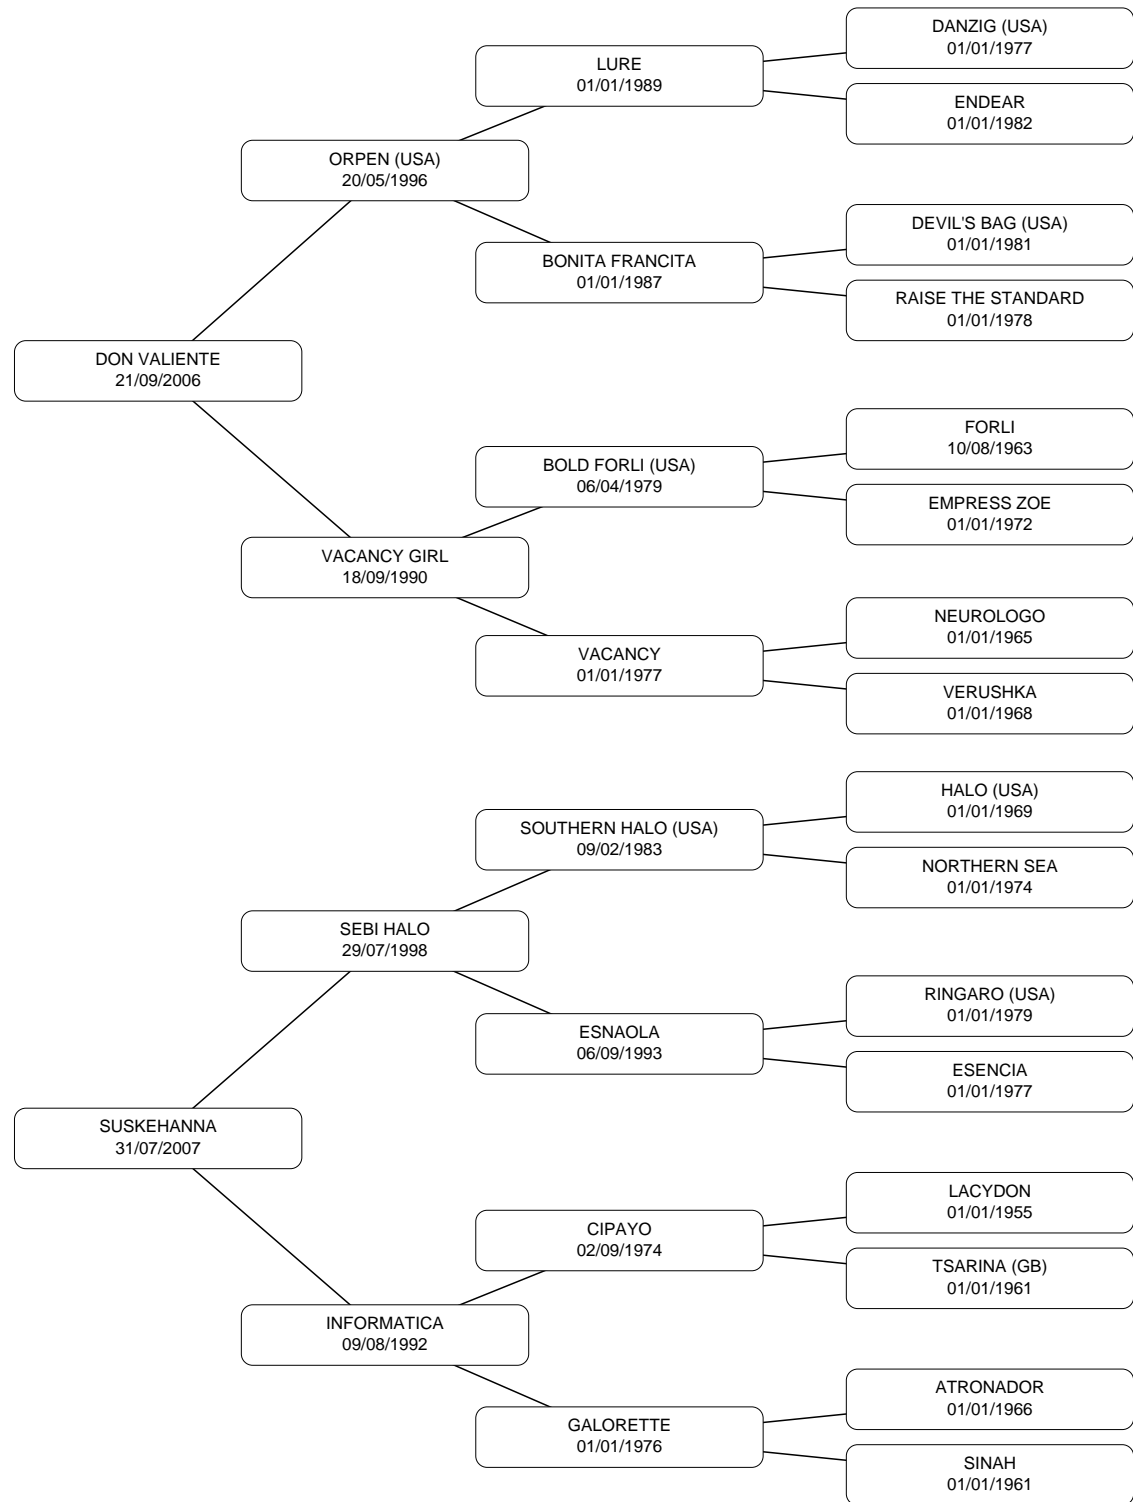 DANZIG (USA)
01/01/1977
LURE
01/01/1989
ENDEAR
01/01/1982
ORPEN (USA)
20/05/1996
DEVIL'S BAG (USA)
01/01/1981
BONITA FRANCITA
01/01/1987
RAISE THE STANDARD
01/01/1978
DON VALIENTE
21/09/2006
FORLI
10/08/1963
BOLD FORLI (USA)
06/04/1979
EMPRESS ZOE
01/01/1972
VACANCY GIRL
18/09/1990
NEUROLOGO
01/01/1965
VACANCY
01/01/1977
VERUSHKA
01/01/1968
HALO (USA)
01/01/1969
SOUTHERN HALO (USA)
09/02/1983
NORTHERN SEA
01/01/1974
SEBI HALO
29/07/1998
RINGARO (USA)
01/01/1979
ESNAOLA
06/09/1993
ESENCIA
01/01/1977
SUSKEHANNA
31/07/2007
LACYDON
01/01/1955
CIPAYO
02/09/1974
TSARINA (GB)
01/01/1961
INFORMATICA
09/08/1992
ATRONADOR
01/01/1966
GALORETTE
01/01/1976
SINAH
01/01/1961